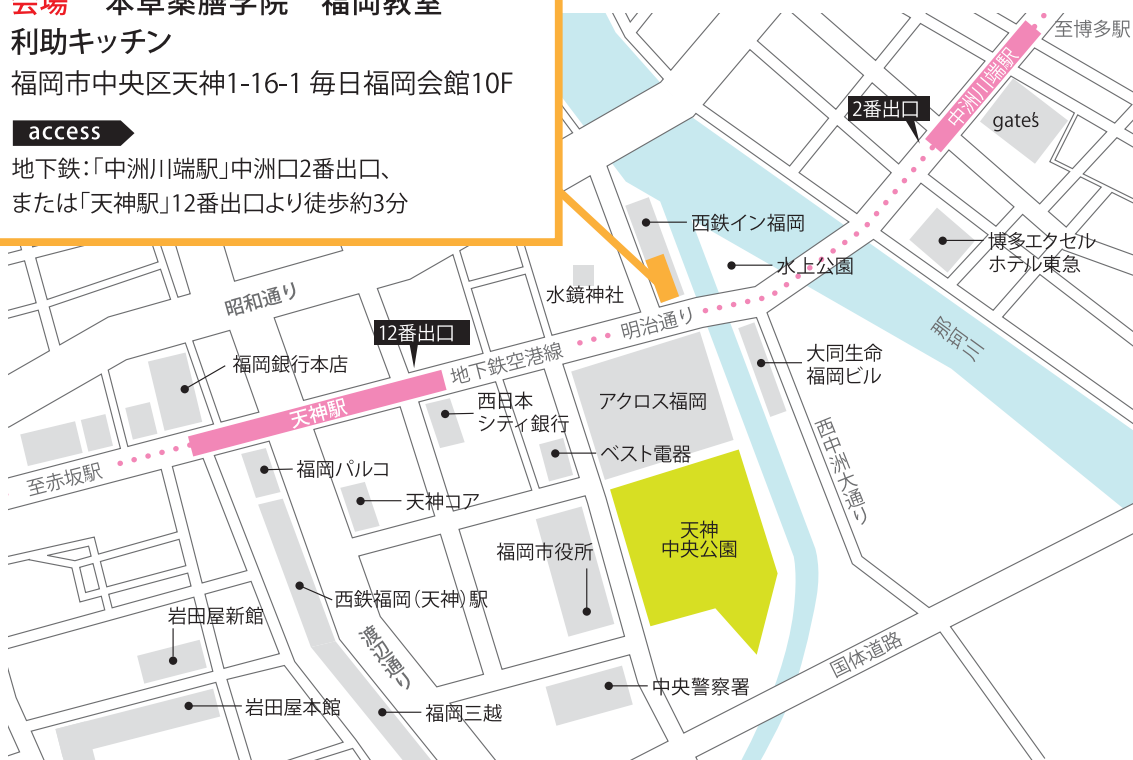 会場 本草薬膳学院 福岡教室
利助キッチン
福岡市中央区天神1-16-1 毎日福岡会館10F
access
地下鉄：「中洲川端駅」中洲口2番出口、
または「天神駅」12番出口より徒歩約3分
至博多駅
中洲川端駅
2番出口
gate's
西鉄イン福岡
水上公園
博多エクセル
ホテル東急
水鏡神社
昭和通り
明治通り
那珂川
12番出口
地下鉄空港線
福岡銀行本店
天神駅
大同生命
福岡ビル
西日本
シティ銀行
アクロス福岡
ベスト電器
西中洲大通り
至赤坂駅
福岡パルコ
天神コア
天神
中央公園
福岡市役所
西鉄福岡（天神）駅
岩田屋新館
渡辺通り
国体道路
中央警察署
岩田屋本館
福岡三越